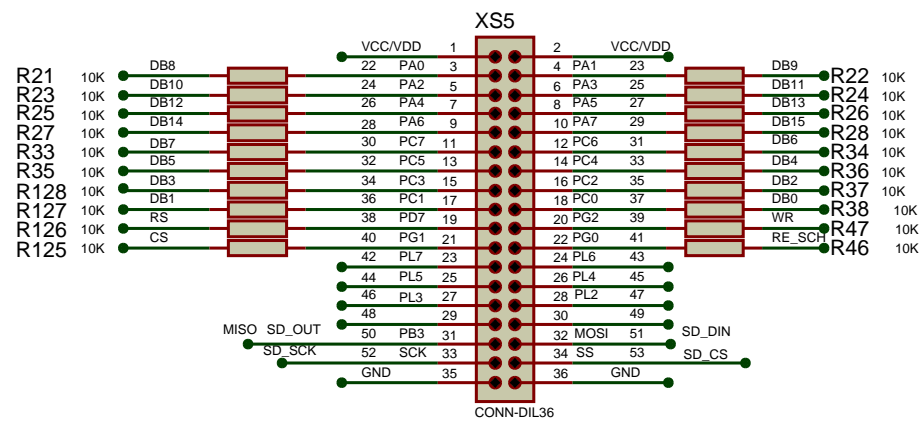 XS5
VCC/VDD 1 2 VCC/VDD
R21 10K DB8 22 PA0 3 4 PA1 23 DB9 R22 10K
R23 10K DB10 24 PA2 5 6 PA3 25 DB11 R24 10K
R25 10K DB12 26 PA4 7 8 PA5 27 DB13 R26 10K
R27 10K DB14 28 PA6 9 10 PA7 29 DB15 R28 10K
R33 10K DB7 30 PC7 11 12 PC6 31 DB6 R34 10K
R35 10K DB5 32 PC5 13 14 PC4 33 DB4 R36 10K
R128 10K DB3 34 PC3 15 16 PC2 35 DB2 R37 10K
R127 10K DB1 36 PC1 17 18 PC0 37 DB0 R38 10K
R126 10K RS 38 PD7 19 20 PG2 39 WR R47 10K
R125 10K CS 40 PG1 21 22 PG0 41 RE_SCH R46 10K
42 PL7 23 24 PL6 43
44 PL5 25 26 PL4 45
46 PL3 27 28 PL2 47
48 29 30 49
MISO SD_OUT 50 PB3 31 32 MOSI 51 SD_DIN
SD_SCK 52 SCK 33 34 SS 53 SD_CS
GND 35 36 GND
CONN-DIL36